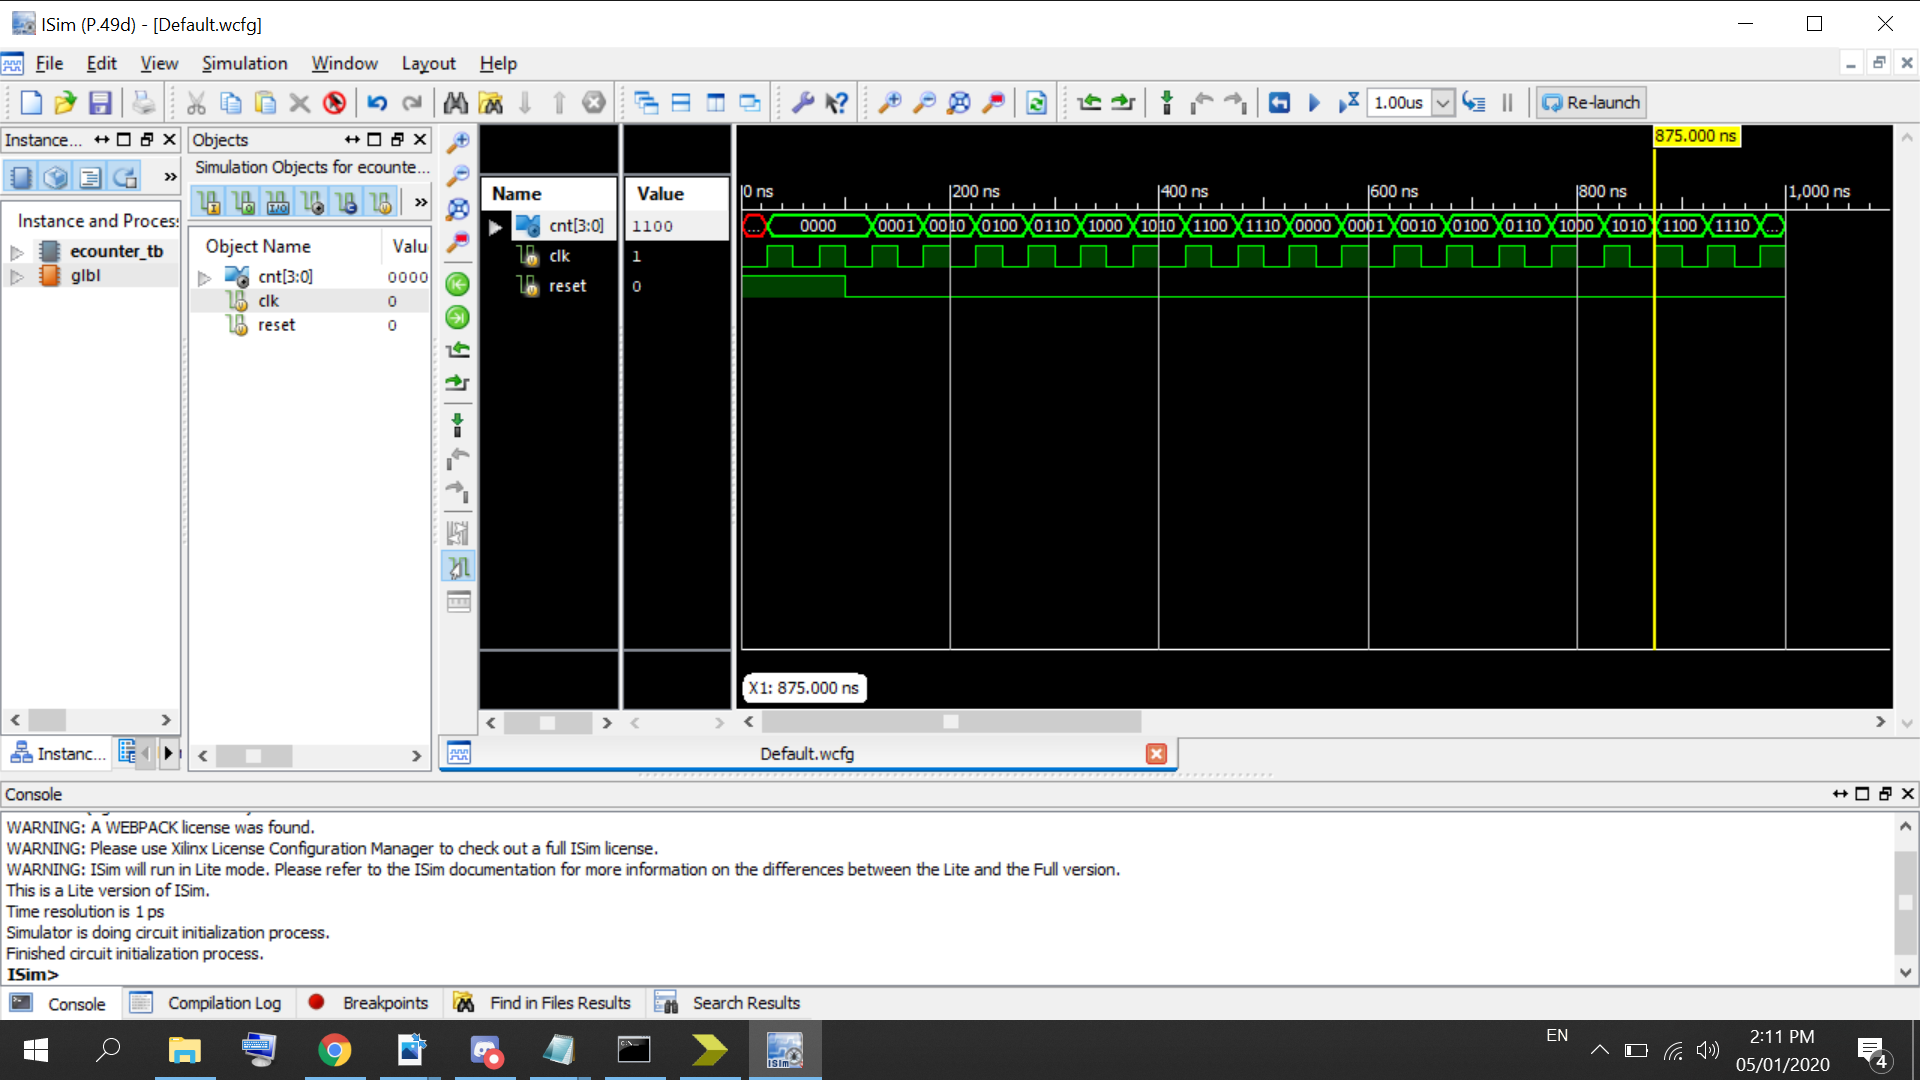 ISim (P.49d) - [Default.wcfg]
File Edit View Simulation Window Layout Help
1.00us Re-launch
Instance... Objects
Simulation Objects for ecounte...
Instance and Process
ecounter_tb
glbl
Object Name Valu
cnt[3:0] 0000
clk 0
reset 0
Name Value
cnt[3:0] 1100
clk 1
reset 0
875.000 ns
0 ns 200 ns 400 ns 600 ns 800 ns 1,000 ns
... 0000 0001 0010 0100 0110 1000 1010 1100 1110 0000 0001 0010 0100 0110 1000 1010 1100 1110 ...
X1: 875.000 ns
Instanc...
Default.wcfg
Console
WARNING: A WEBPACK license was found.
WARNING: Please use Xilinx License Configuration Manager to check out a full ISim license.
WARNING: ISim will run in Lite mode. Please refer to the ISim documentation for more information on the differences between the Lite and the Full version.
This is a Lite version of ISim.
Time resolution is 1 ps
Simulator is doing circuit initialization process.
Finished circuit initialization process.
ISim>
Console Compilation Log Breakpoints Find in Files Results Search Results
EN
2:11 PM
05/01/2020
4